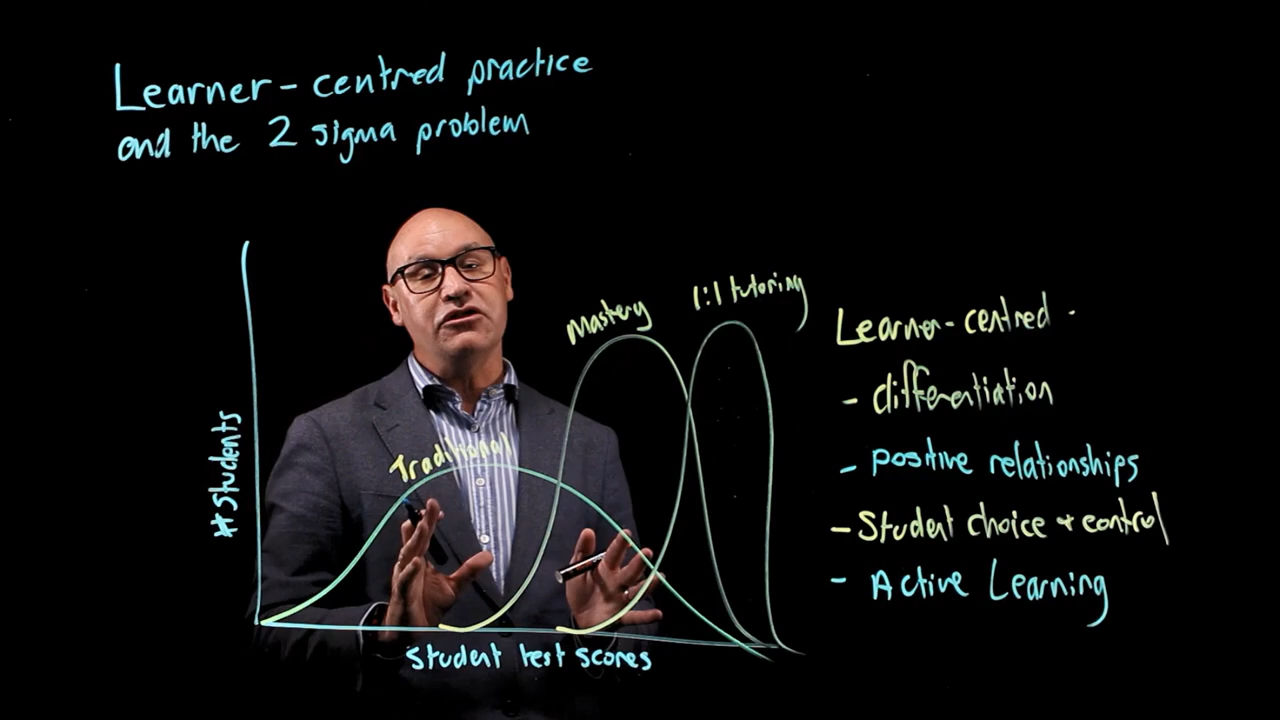 Learner-centred practice
and the 2 sigma problem
# Students
Traditional
mastery
1:1 tutoring
Student test scores
Learner-centred -
- differentiation
- positive relationships
- Student choice + control
- Active Learning